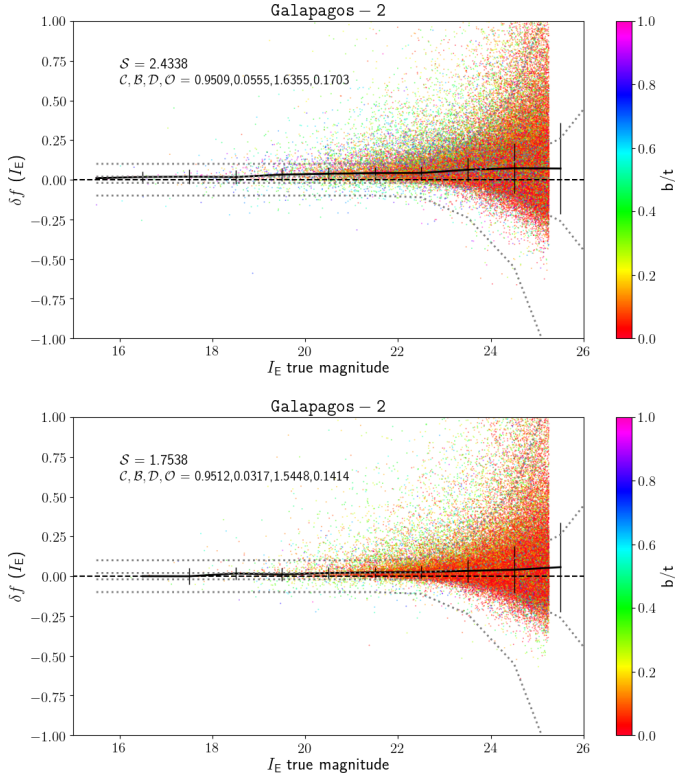 Galapagos − 2
1.00
0.75
0.50
0.25
0.00
−0.25
−0.50
−0.75
−1.00
δf (I_E)
𝒮 = 2.4338
𝒞, ℬ, 𝒟, 𝒪 = 0.9509,0.0555,1.6355,0.1703
16 18 20 22 24 26
I_E true magnitude
1.0
0.8
0.6
0.4
0.2
0.0
b/t
Galapagos − 2
1.00
0.75
0.50
0.25
0.00
−0.25
−0.50
−0.75
−1.00
δf (I_E)
𝒮 = 1.7538
𝒞, ℬ, 𝒟, 𝒪 = 0.9512,0.0317,1.5448,0.1414
16 18 20 22 24 26
I_E true magnitude
1.0
0.8
0.6
0.4
0.2
0.0
b/t